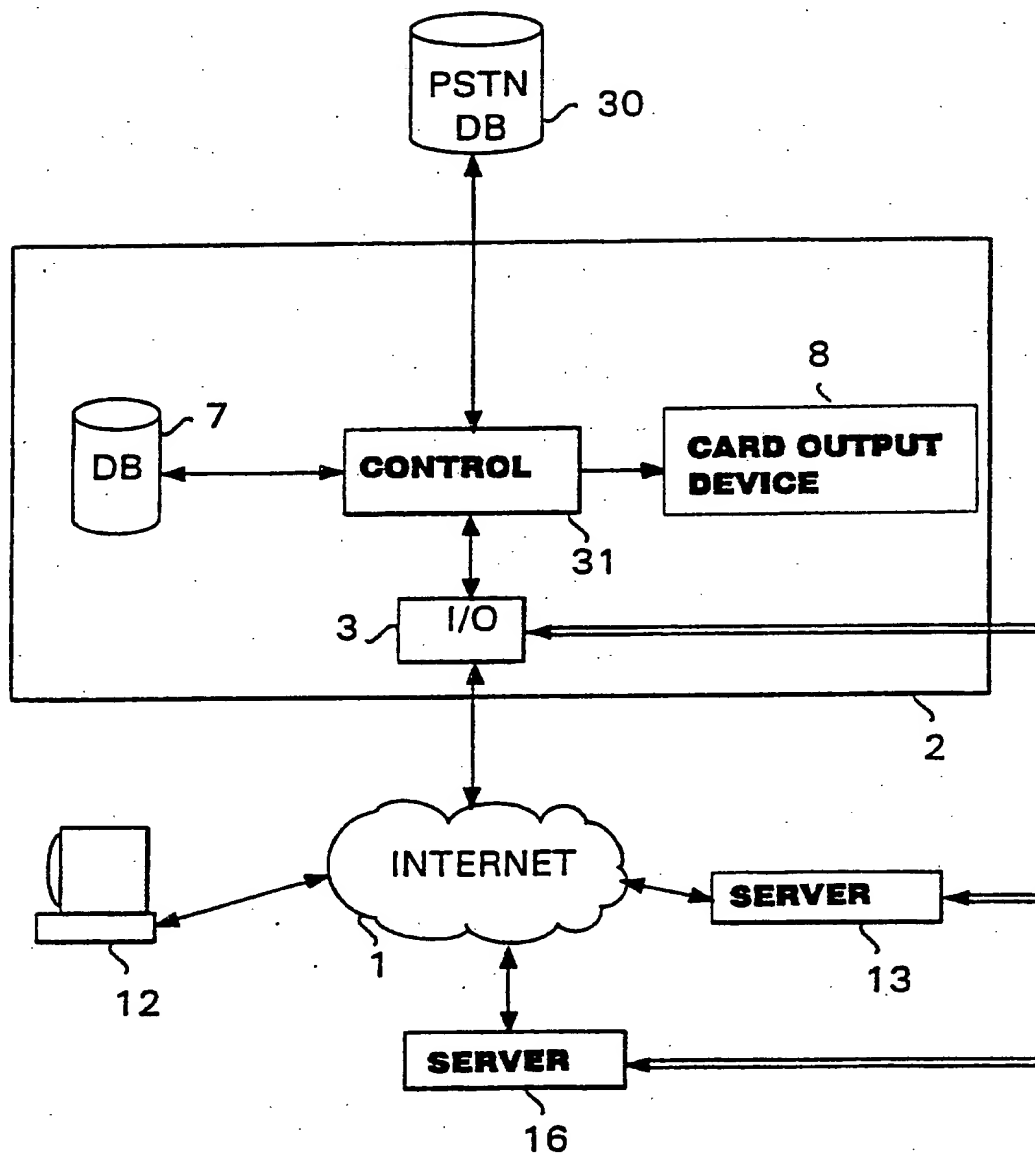 PSTN
DB
30
8
7
DB
CONTROL
CARD OUTPUT
DEVICE
31
3
I/O
2
INTERNET
SERVER
12
1
13
SERVER
16